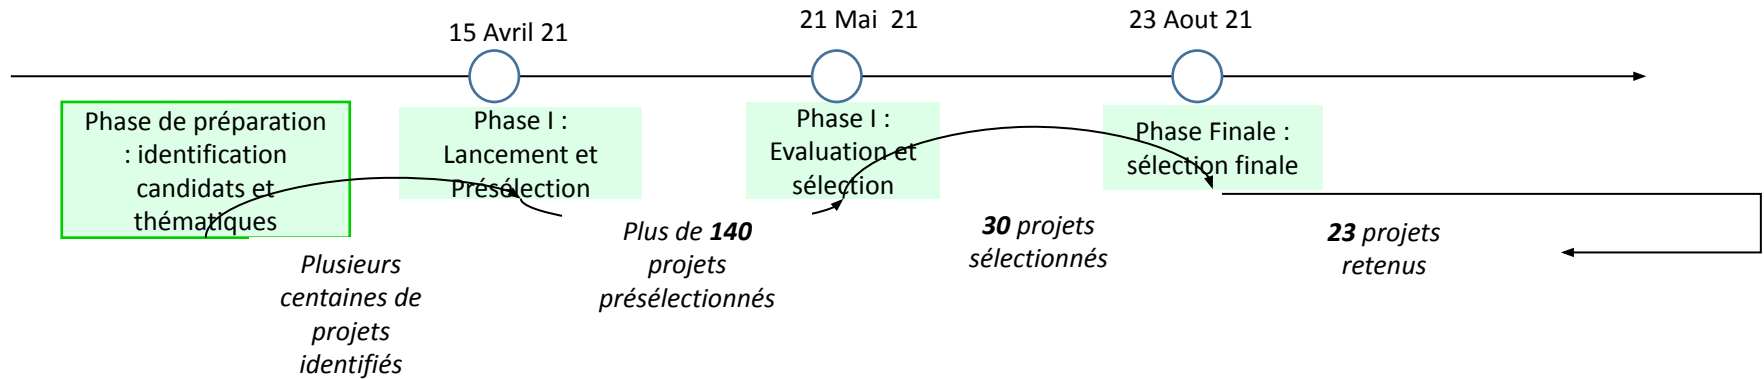 15 Avril 21
21 Mai  21
23 Aout 21
Phase de préparation
: identification
candidats et
thématiques
Phase I :
Lancement et
Présélection
Phase I :
Evaluation et
sélection
Phase Finale :
sélection finale
Plusieurs
centaines de
projets
identifiés
Plus de 140
projets
présélectionnés
30 projets
sélectionnés
23 projets
retenus